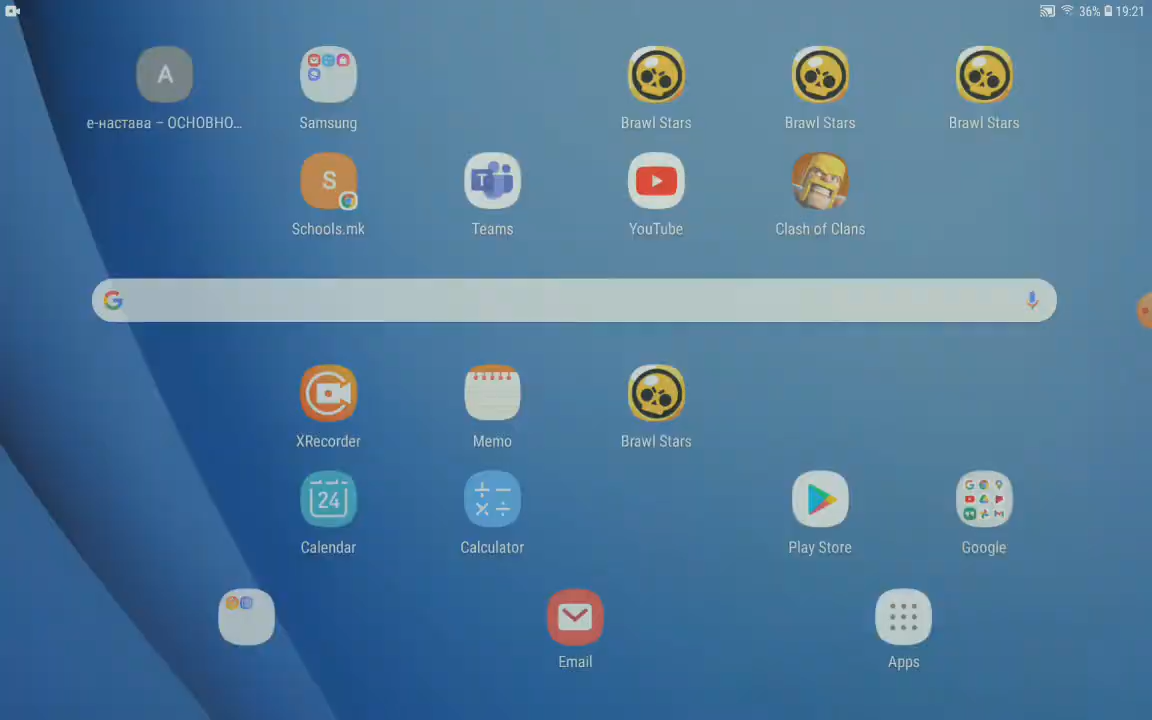 36% 19:21
A
е-настава – ОСНОВНО...
Samsung
Brawl Stars
Brawl Stars
Brawl Stars
S
Schools.mk
T
Teams
YouTube
Clash of Clans
G
XRecorder
Memo
Brawl Stars
24
Calendar
Calculator
Play Store
Google
Email
Apps